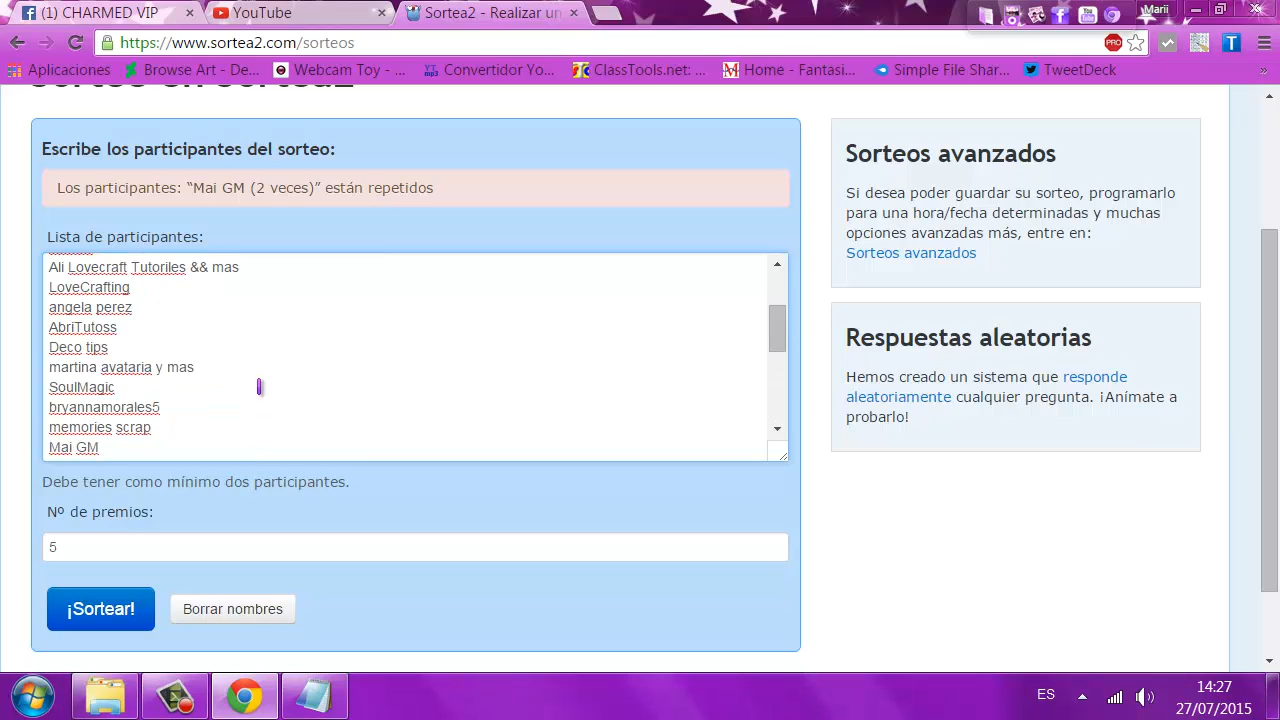 (1) CHARMED VIP
YouTube
Sortea2 - Realizar un
Marii
https://www.sortea2.com/sorteos
PRO
Aplicaciones
Browse Art - De...
Webcam Toy - ...
Convertidor Yo...
ClassTools.net: ...
Home - Fantasi...
Simple File Shar...
TweetDeck
»
Sorteo en Sortea2
Escribe los participantes del sorteo:
Los participantes: “Mai GM (2 veces)” están repetidos
Lista de participantes:
Ali Lovecraft Tutoriles && mas
LoveCrafting
angela perez
AbriTutoss
Deco tips
martina avataria y mas
SoulMagic
bryannamorales5
memories scrap
Mai GM
Debe tener como mínimo dos participantes.
Nº de premios:
5
¡Sortear!
Borrar nombres
Sorteos avanzados
Si desea poder guardar su sorteo, programarlo
para una hora/fecha determinadas y muchas
opciones avanzadas más, entre en:
Sorteos avanzados
Respuestas aleatorias
Hemos creado un sistema que responde
aleatoriamente cualquier pregunta. ¡Anímate a
probarlo!
ES
14:27
27/07/2015